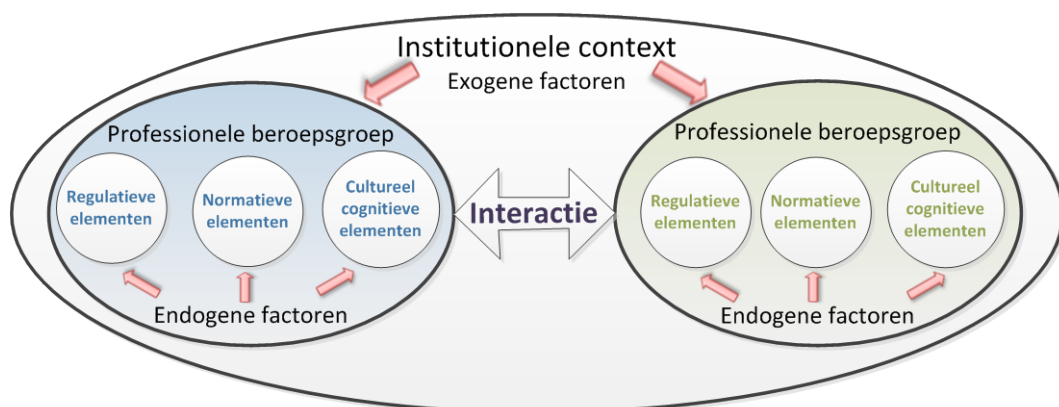 Institutionele context
Exogene factoren
Professionele beroepsgroep
Regulatieve
elementen
Normatieve
elementen
Cultureel
cognitieve
elementen
Endogene factoren
Interactie
Professionele beroepsgroep
Regulatieve
elementen
Normatieve
elementen
Cultureel
cognitieve
elementen
Endogene factoren